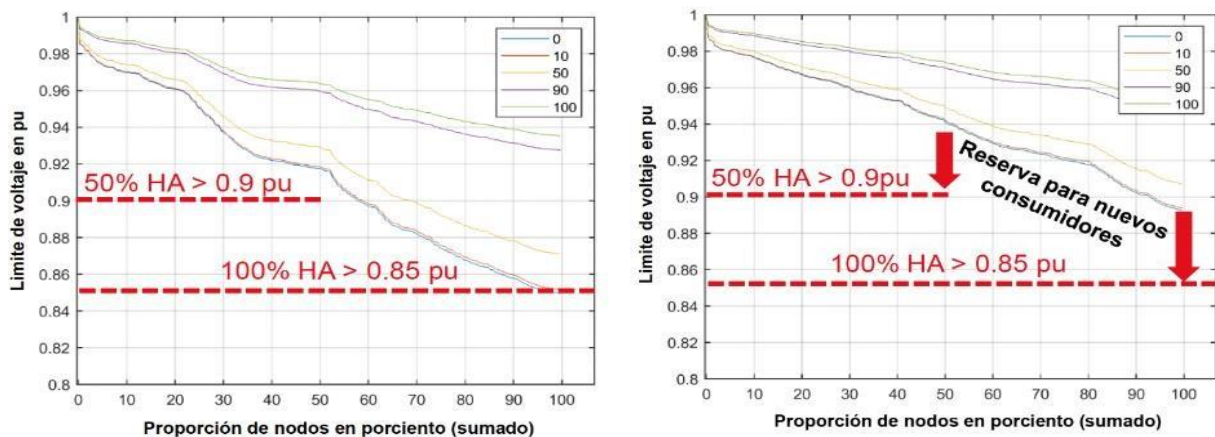 1
0.98
0.96
0.94
0.92
0.9
0.88
0.86
0.84
0.82
0.8
Limite de voltaje en pu
0
10
50
90
100
50% HA > 0.9 pu
100% HA > 0.85 pu
0 10 20 30 40 50 60 70 80 90 100
Proporción de nodos en porciento (sumado)
1
0.98
0.96
0.94
0.92
0.9
0.88
0.86
0.84
0.82
0.8
Limite de voltaje en pu
0
10
50
90
100
50% HA > 0.9pu
Reserva para nuevos
consumidores
100% HA > 0.85 pu
0 10 20 30 40 50 60 70 80 90 100
Proporción de nodos en porciento (sumado)